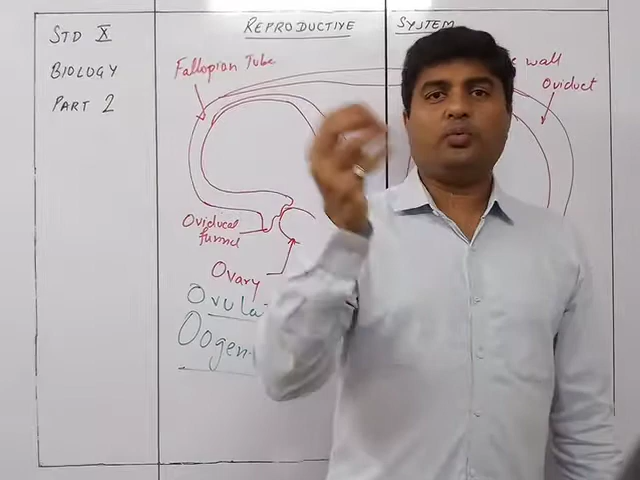 STD X
BIOLOGY
PART 2
REPRODUCTIVE SYSTEM
Fallopian Tube
wall
Oviduct
Oviducal
funnel
Ovary